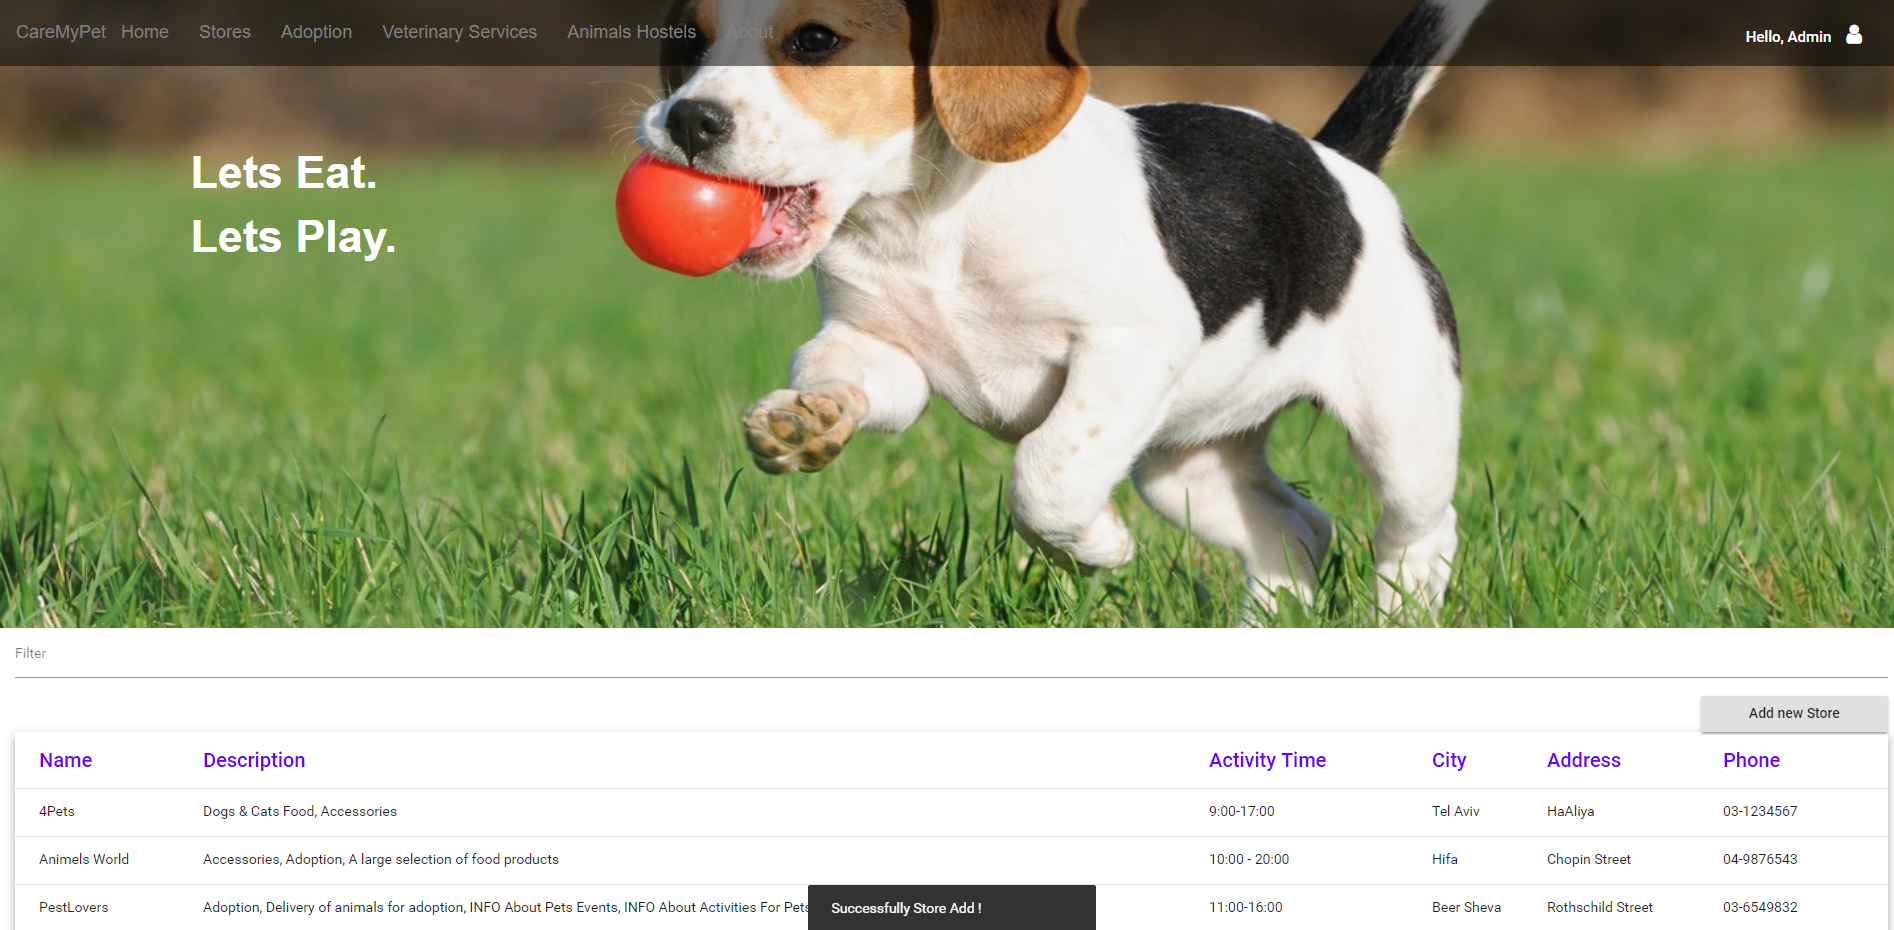 CareMyPet Home Stores Adoption Veterinary Services Animals Hostels About
Hello, Admin
Lets Eat.
Lets Play.
Filter
Add new Store
Name Description Activity Time City Address Phone
4Pets Dogs & Cats Food, Accessories 9:00-17:00 Tel Aviv HaAliya 03-1234567
Animels World Accessories, Adoption, A large selection of food products 10:00 - 20:00 Hifa Chopin Street 04-9876543
PestLovers Adoption, Delivery of animals for adoption, INFO About Pets Events, INFO About Activities For Pets 11:00-16:00 Beer Sheva Rothschild Street 03-6549832
Successfully Store Add !